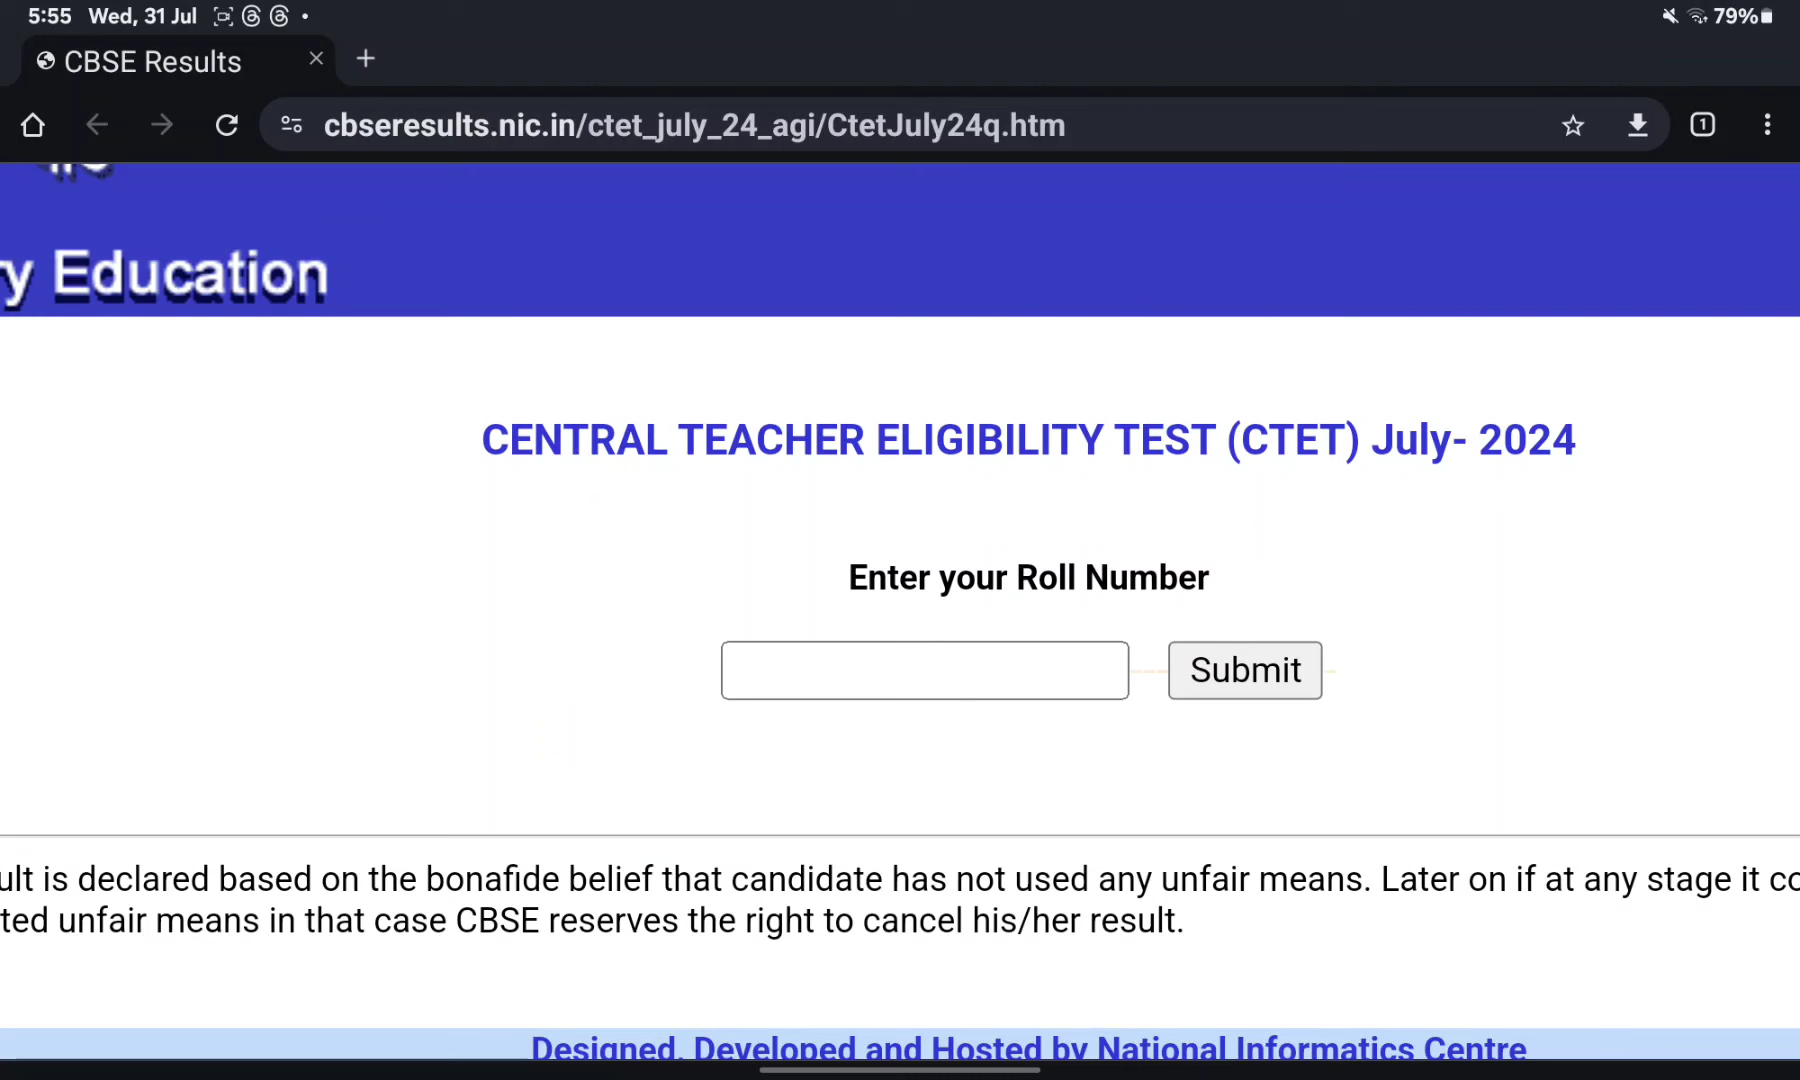 5:55 Wed, 31 Jul
79%
CBSE Results
cbseresults.nic.in/ctet_july_24_agi/CtetJuly24q.htm
1
y Education
CENTRAL TEACHER ELIGIBILITY TEST (CTET) July- 2024
Enter your Roll Number
Submit
ult is declared based on the bonafide belief that candidate has not used any unfair means. Later on if at any stage it co
ted unfair means in that case CBSE reserves the right to cancel his/her result.
Designed, Developed and Hosted by National Informatics Centre